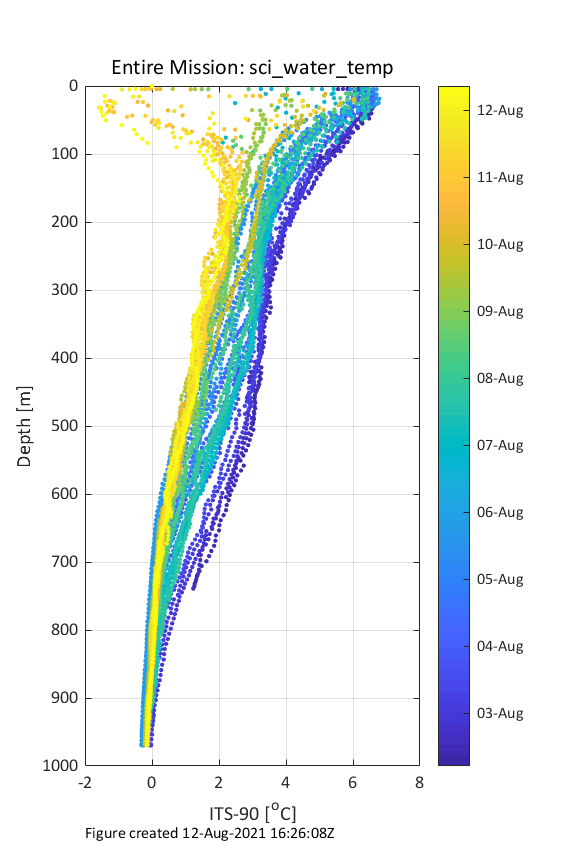 Entire Mission: sci_water_temp
0
100
200
300
400
500
600
700
800
900
1000
Depth [m]
-2
0
2
4
6
8
ITS-90 [°C]
12-Aug
11-Aug
10-Aug
09-Aug
08-Aug
07-Aug
06-Aug
05-Aug
04-Aug
03-Aug
Figure created 12-Aug-2021 16:26:08Z